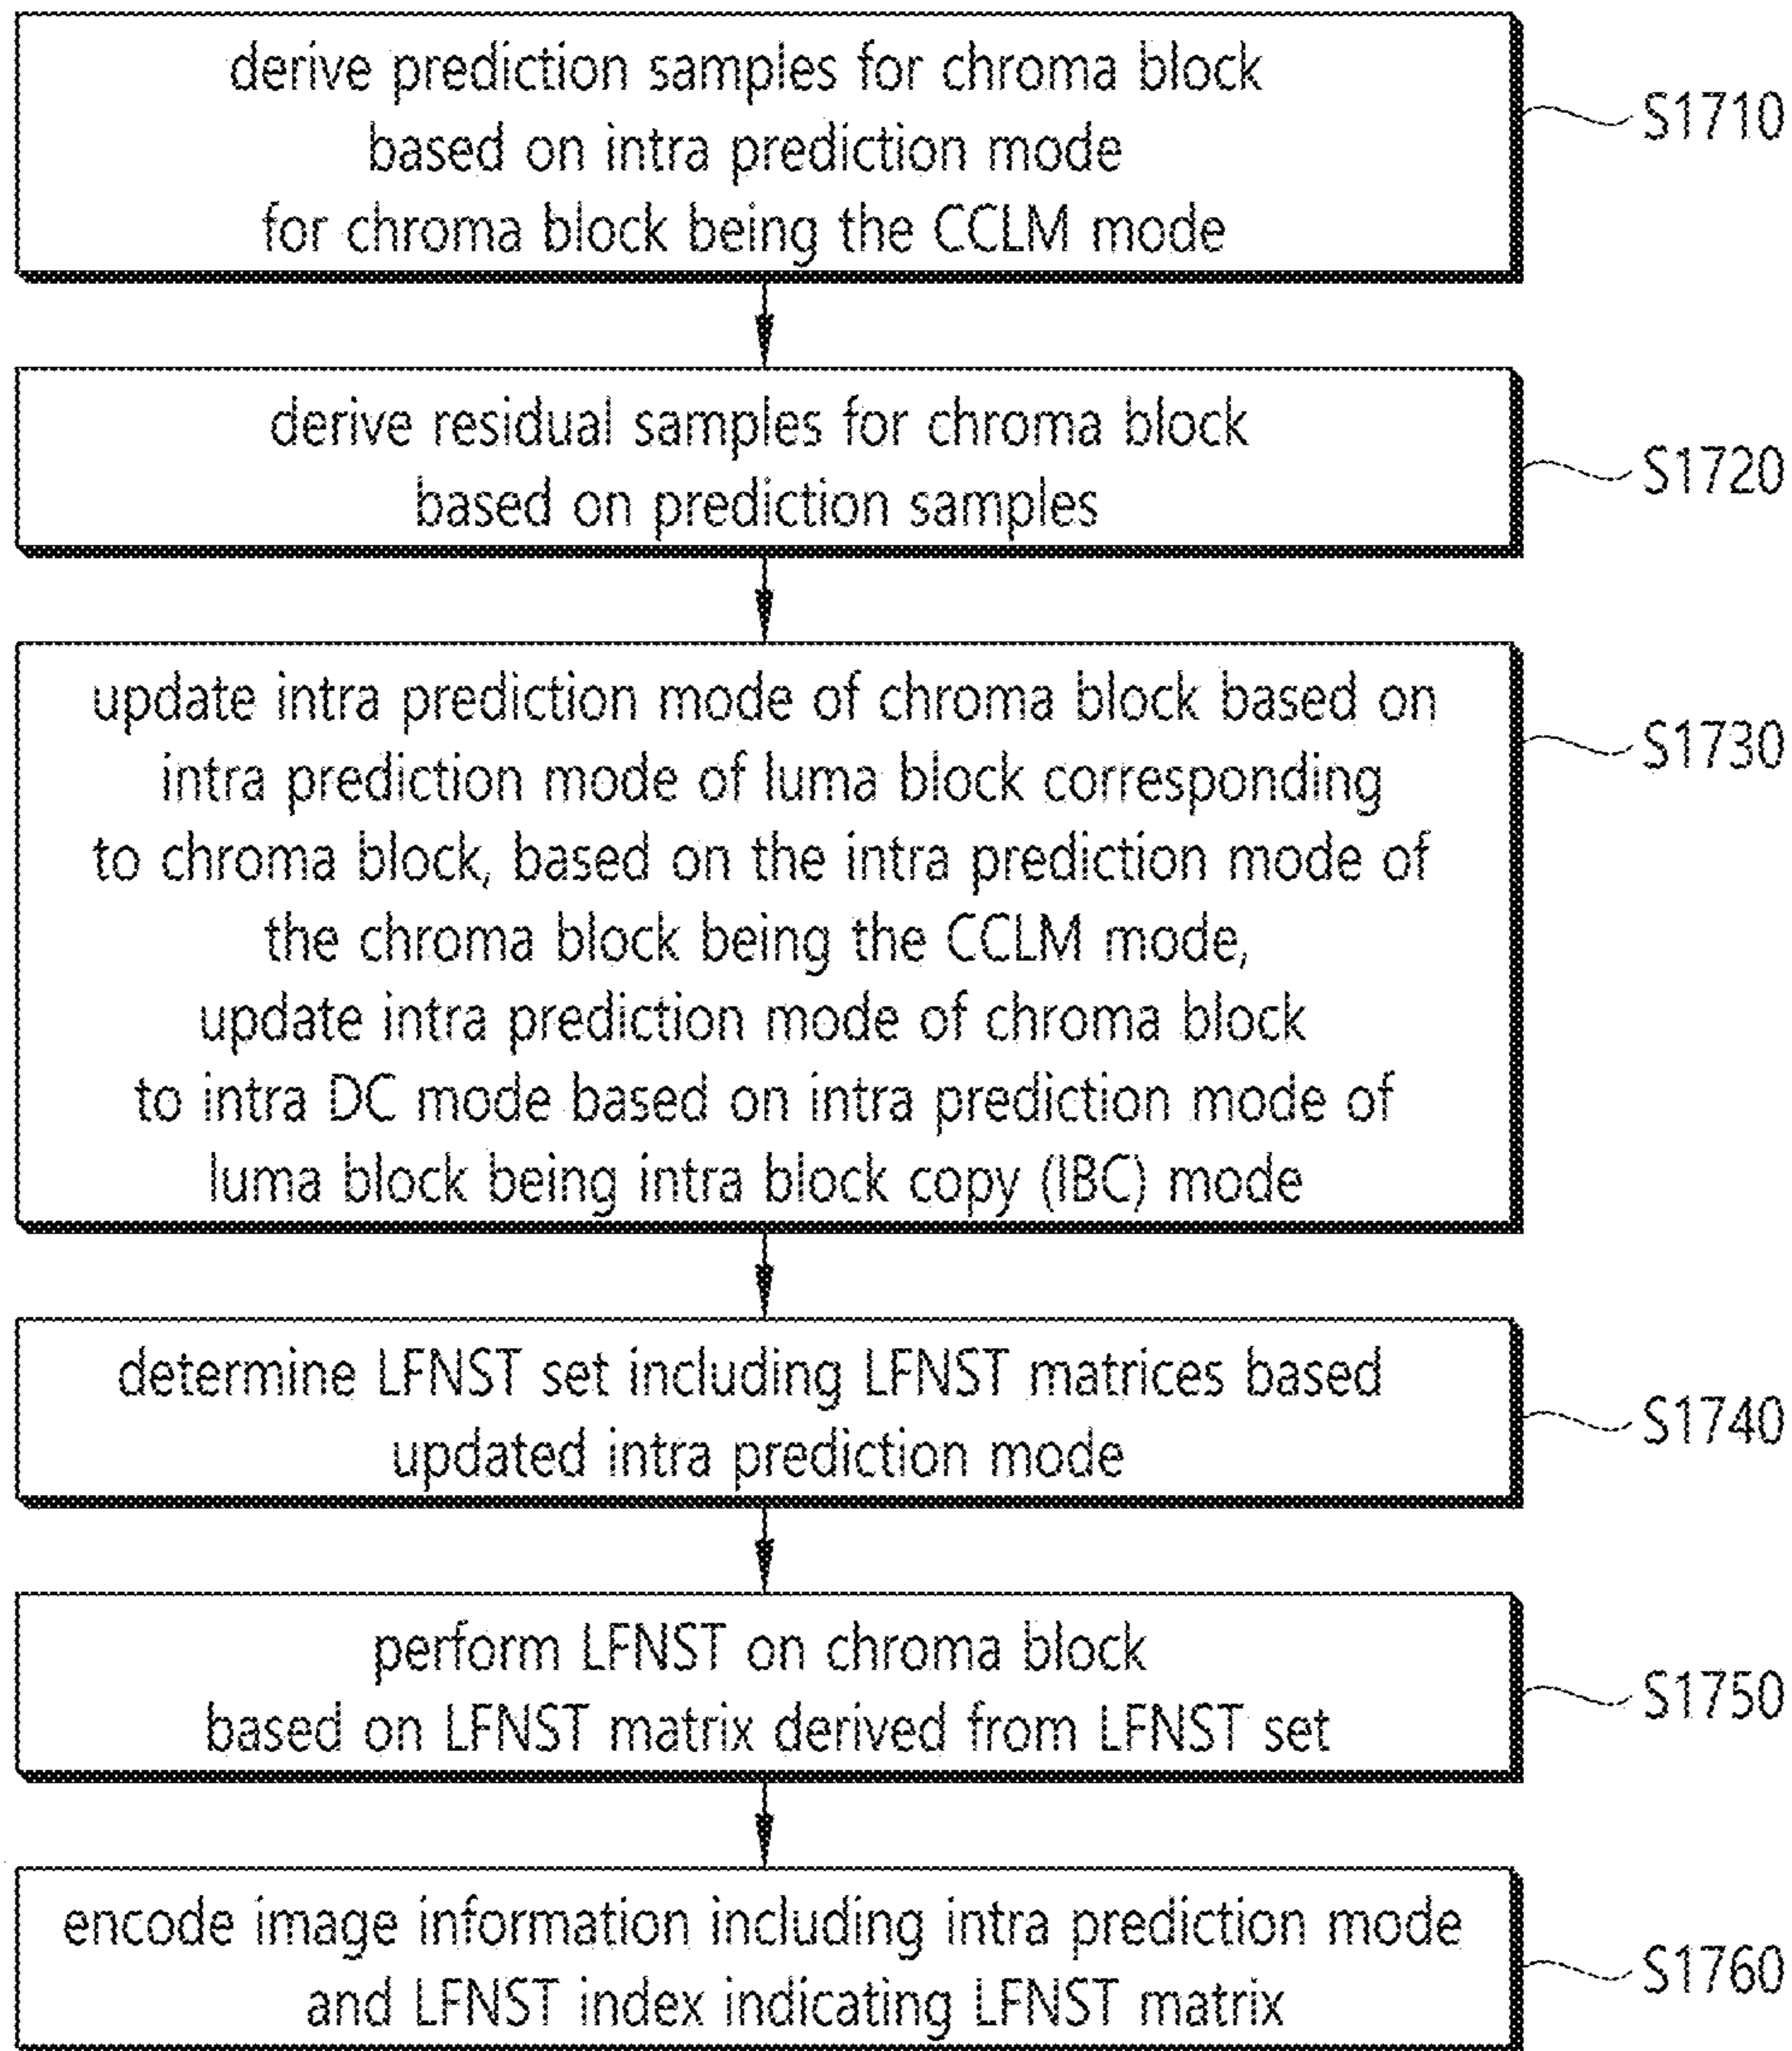 derive prediction samples for chroma block
based on intra prediction mode
for chroma block being the CCLM mode
S1710
derive residual samples for chroma block
based on prediction samples
S1720
update intra prediction mode of chroma block based on
intra prediction mode of luma block corresponding
to chroma block, based on the intra prediction mode of
the chroma block being the CCLM mode,
update intra prediction mode of chroma block
to intra DC mode based on intra prediction mode of
luma block being intra block copy (IBC) mode
S1730
determine LFNST set including LFNST matrices based
updated intra prediction mode
S1740
perform LFNST on chroma block
based on LFNST matrix derived from LFNST set
S1750
encode image information including intra prediction mode
and LFNST index indicating LFNST matrix
S1760